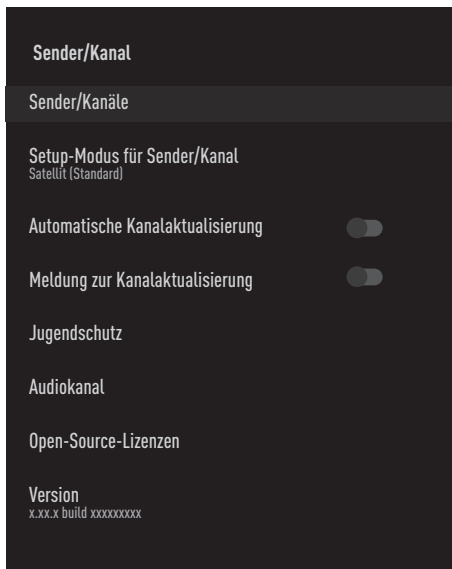 Sender/Kanal
Sender/Kanäle
Setup-Modus für Sender/Kanal
Satellit (Standard)
Automatische Kanalaktualisierung
Meldung zur Kanalaktualisierung
Jugendschutz
Audiokanal
Open-Source-Lizenzen
Version
x.xx.x build xxxxxxxxx